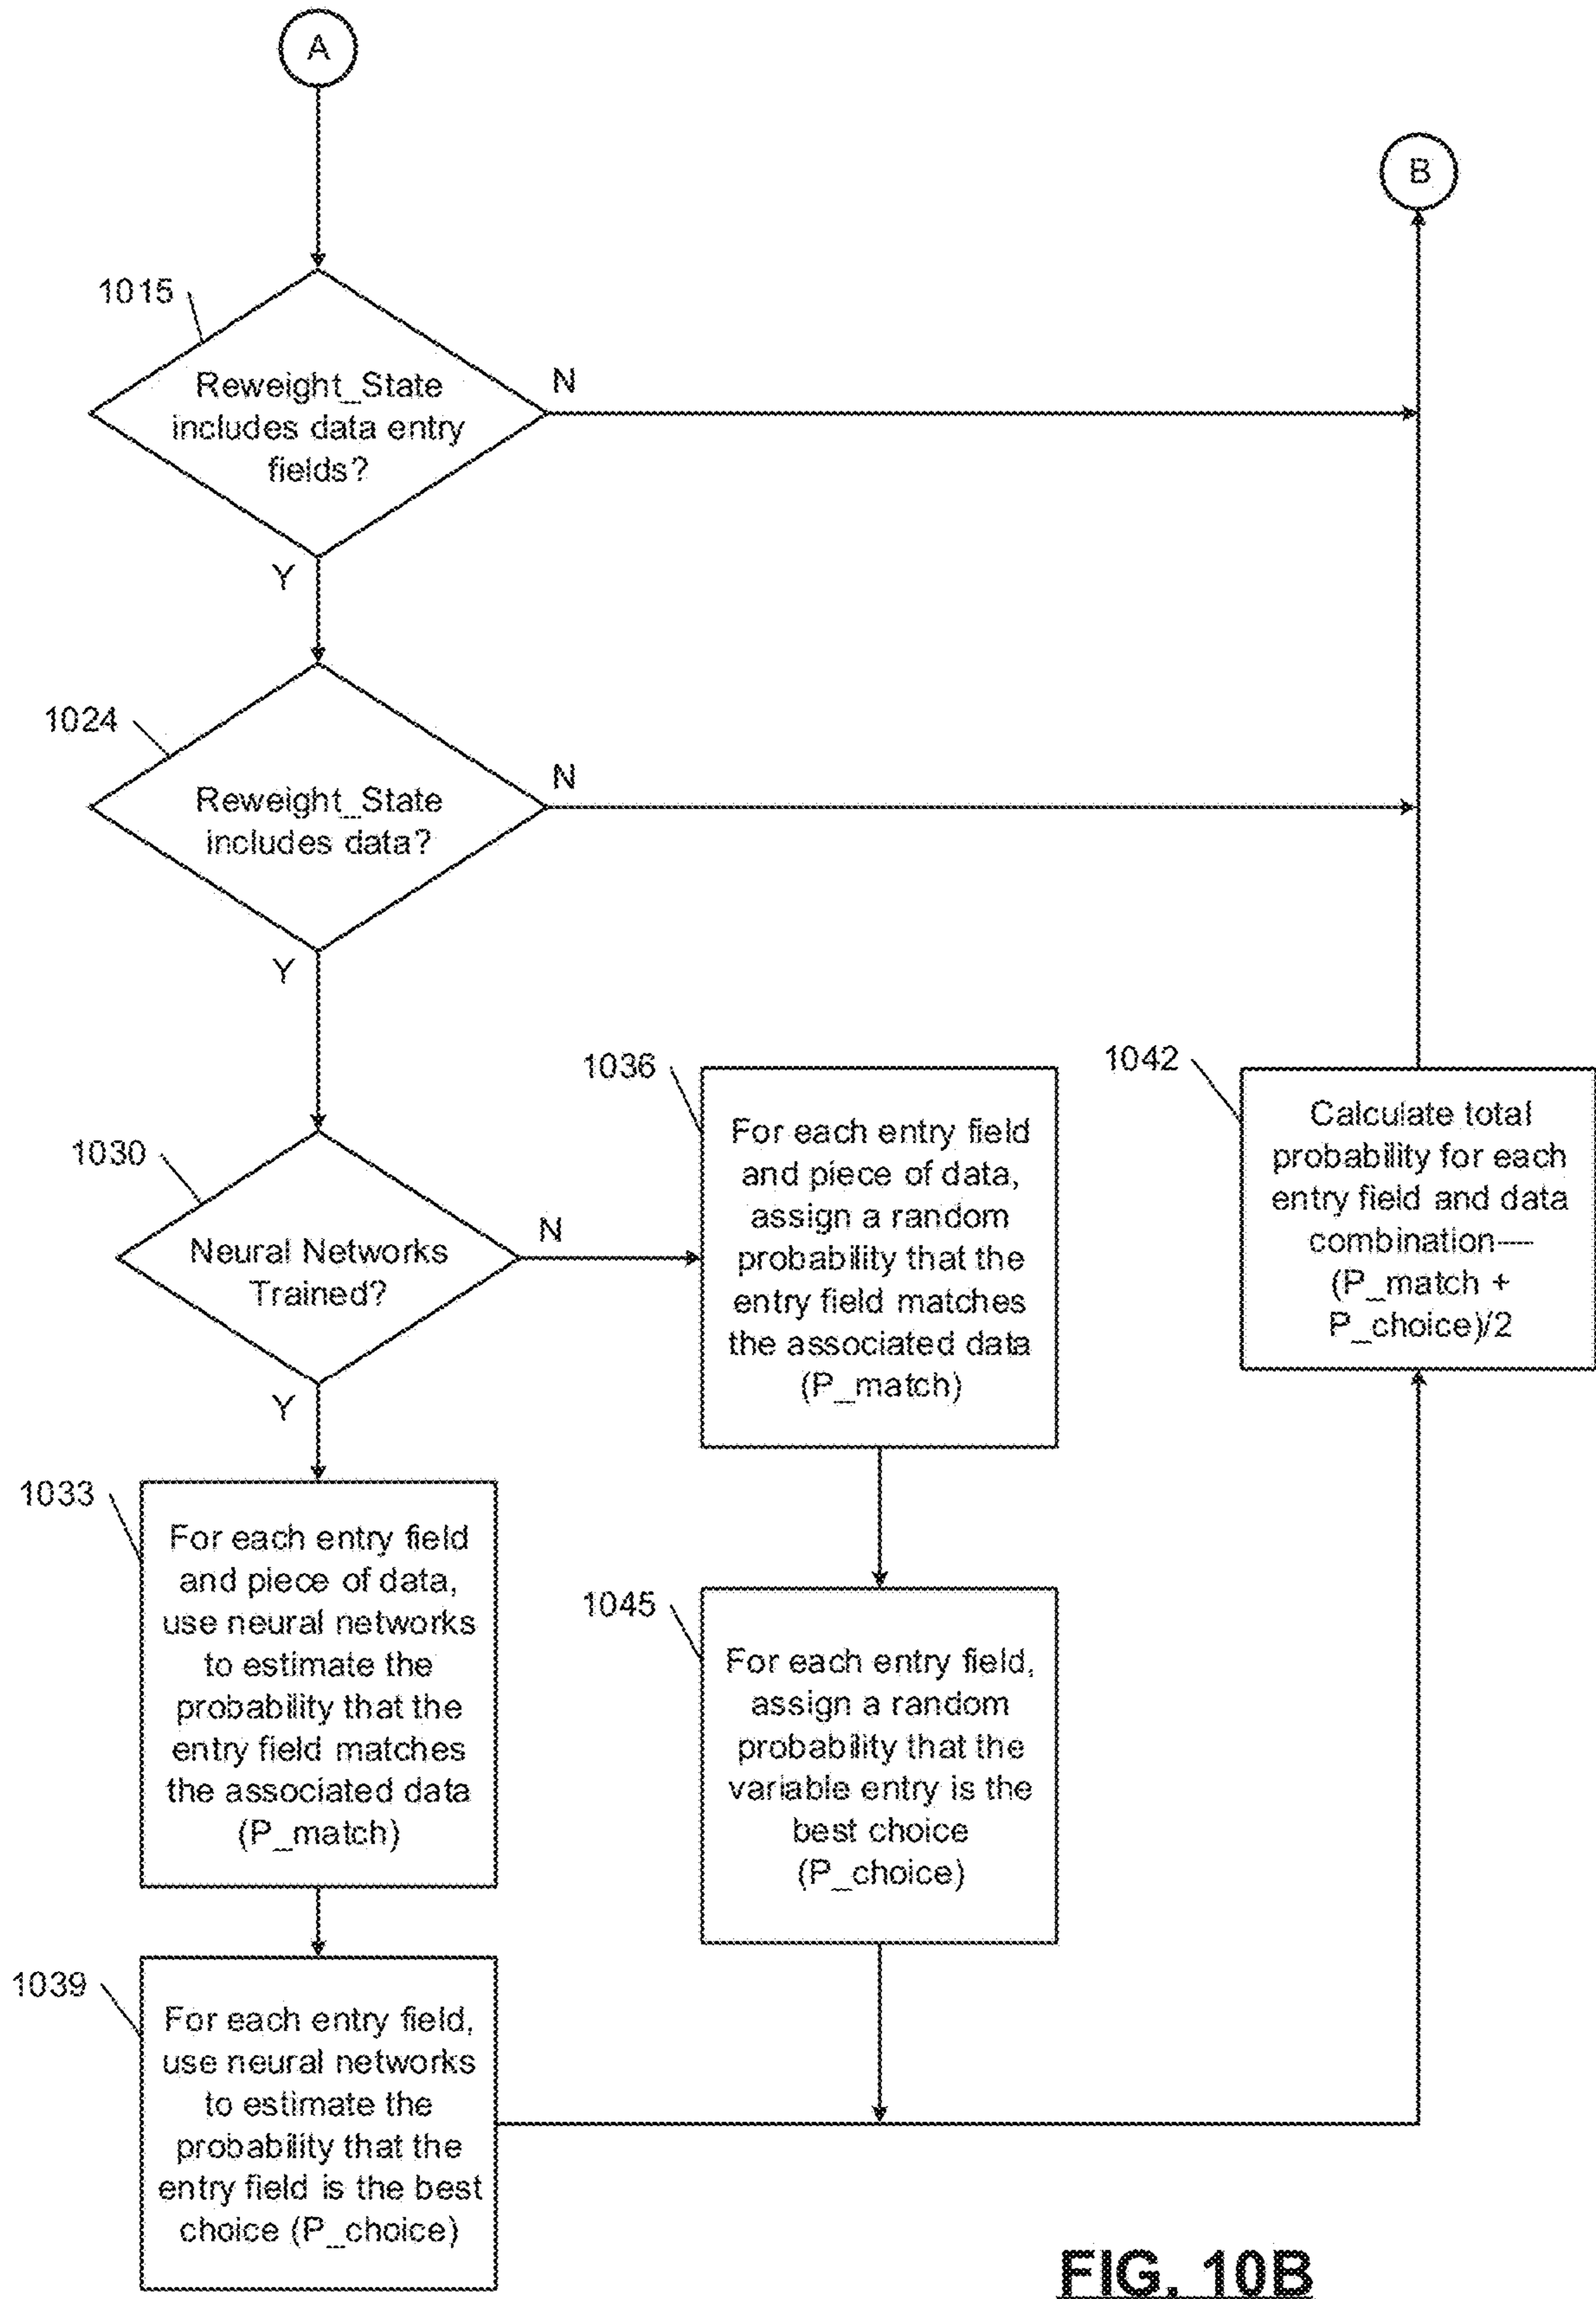 A
B
1015
Reweight_State
includes data entry
fields?
N
Y
1024
Reweight_State
includes data?
N
Y
1030
Neural Networks
Trained?
N
Y
1036
For each entry field
and piece of data,
assign a random
probability that the
entry field matches
the associated data
(P_match)
1042
Calculate total
probability for each
entry field and data
combination---
(P_match +
P_choice)/2
1033
For each entry field
and piece of data,
use neural networks
to estimate the
probability that the
entry field matches
the associated data
(P_match)
1045
For each entry field,
assign a random
probability that the
variable entry is the
best choice
(P_choice)
1039
For each entry field,
use neural networks
to estimate the
probability that the
entry field is the best
choice (P_choice)
FIG. 10B